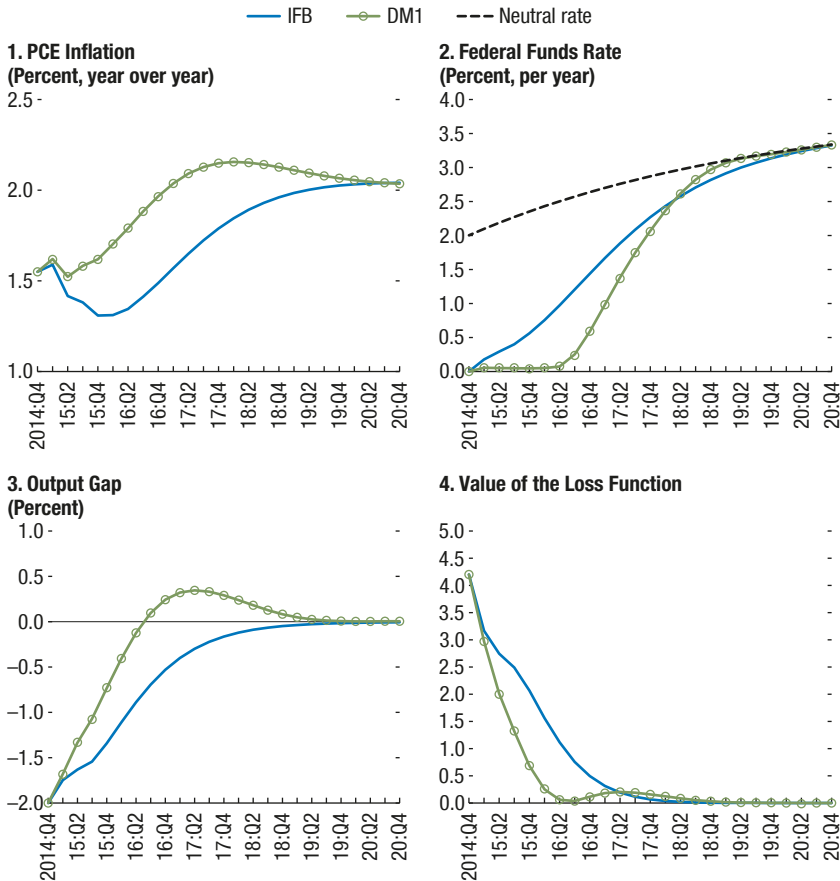 IFB DM1 Neutral rate
1. PCE Inflation
(Percent, year over year)
2.5
2.0
1.5
1.0
2014:Q4 15:Q2 15:Q4 16:Q2 16:Q4 17:Q2 17:Q4 18:Q2 18:Q4 19:Q2 19:Q4 20:Q2 20:Q4
2. Federal Funds Rate
(Percent, per year)
4.0
3.5
3.0
2.5
2.0
1.5
1.0
0.5
0.0
2014:Q4 15:Q2 15:Q4 16:Q2 16:Q4 17:Q2 17:Q4 18:Q2 18:Q4 19:Q2 19:Q4 20:Q2 20:Q4
3. Output Gap
(Percent)
1.0
0.5
0.0
–0.5
–1.0
–1.5
–2.0
2014:Q4 15:Q2 15:Q4 16:Q2 16:Q4 17:Q2 17:Q4 18:Q2 18:Q4 19:Q2 19:Q4 20:Q2 20:Q4
4. Value of the Loss Function
5.0
4.5
4.0
3.5
3.0
2.5
2.0
1.5
1.0
0.5
0.0
2014:Q4 15:Q2 15:Q4 16:Q2 16:Q4 17:Q2 17:Q4 18:Q2 18:Q4 19:Q2 19:Q4 20:Q2 20:Q4